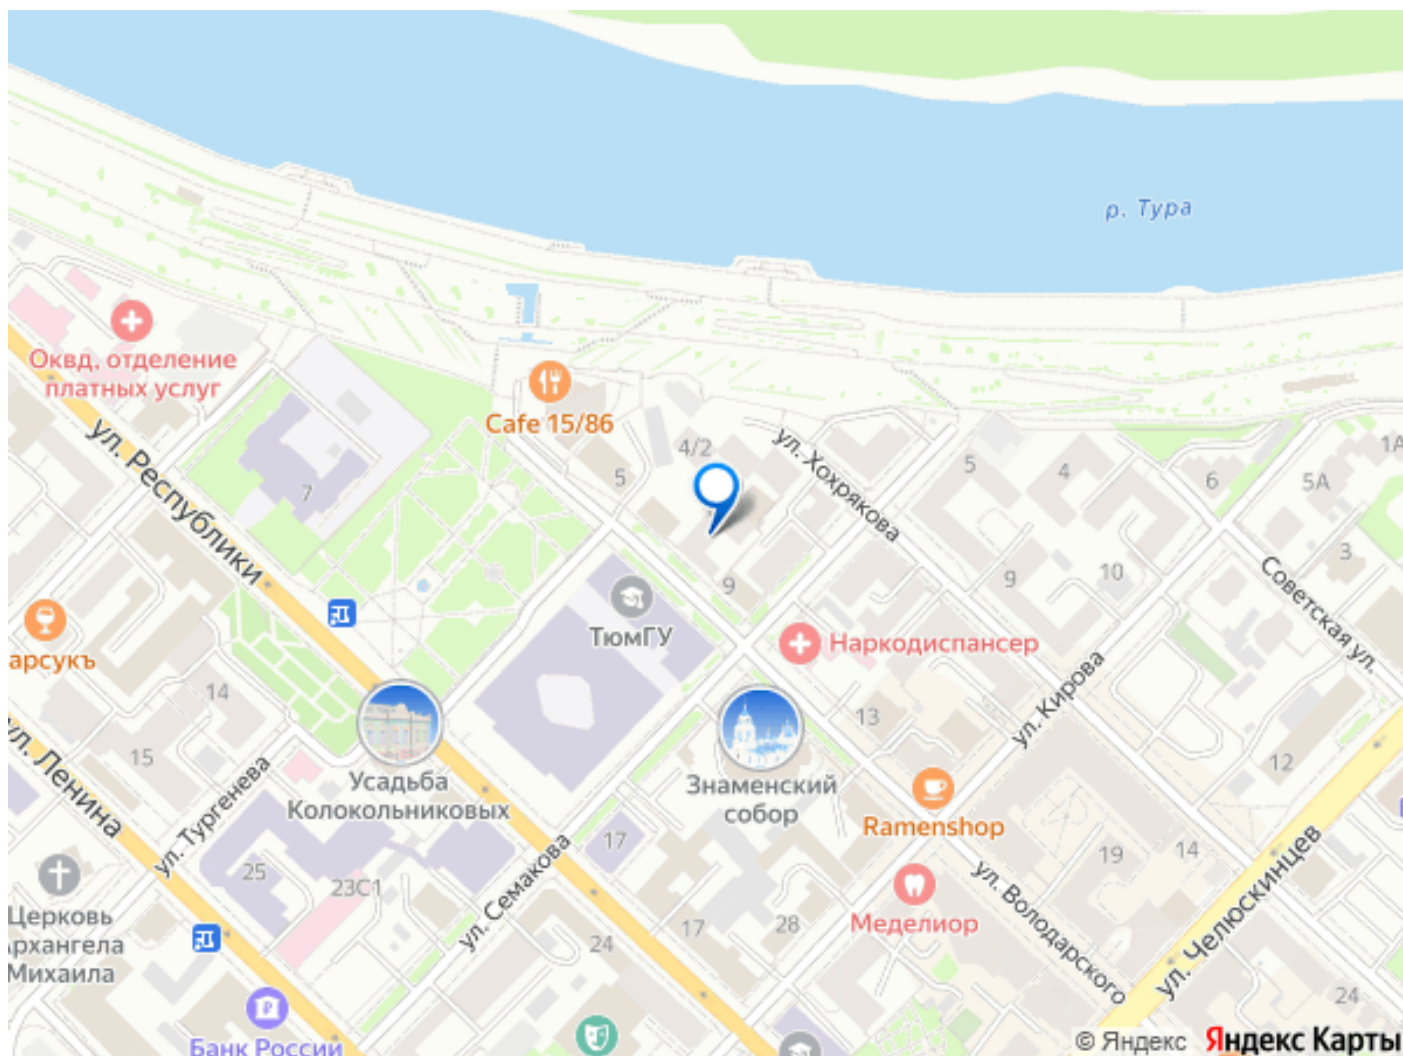 р. Тура
Оквд, отделение
платных услуг
Cafe 15/86
ул. Республики
ул. Хохрякова
4/2
5
5
4
6
5А
1А
7
3
9
9
10
Советская ул.
ТюмГУ
Наркодиспансер
арсукъ
14
15
13
12
ул. Кирова
Усадьба
Колокольниковых
Знаменский
собор
Ramenshop
ул. Ленина
ул. Тургенева
ул. Семакова
17
19
14
25
23С1
17
28
24
Меделиор
ул. Володарского
ул. Челюскинцев
Церковь
Архангела
Михаила
24
Банк России
© Яндекс Яндекс Карты